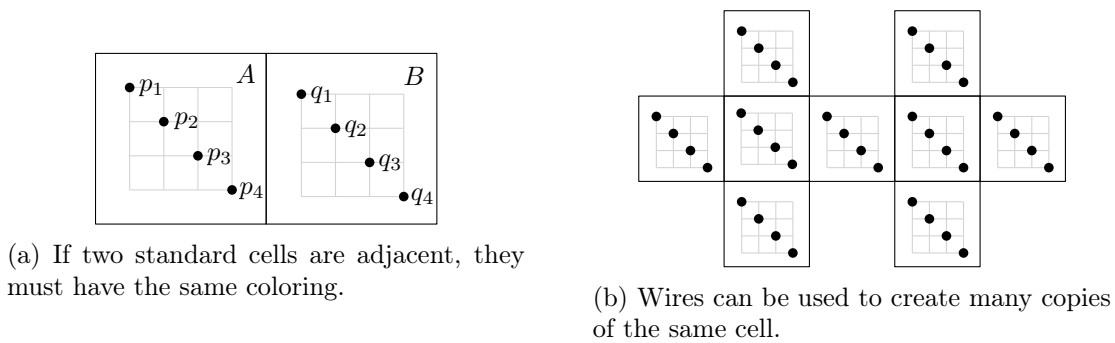 A
B
p₁
q₁
p₂
q₂
p₃
q₃
p₄
q₄
(a) If two standard cells are adjacent, they
must have the same coloring.
(b) Wires can be used to create many copies
of the same cell.